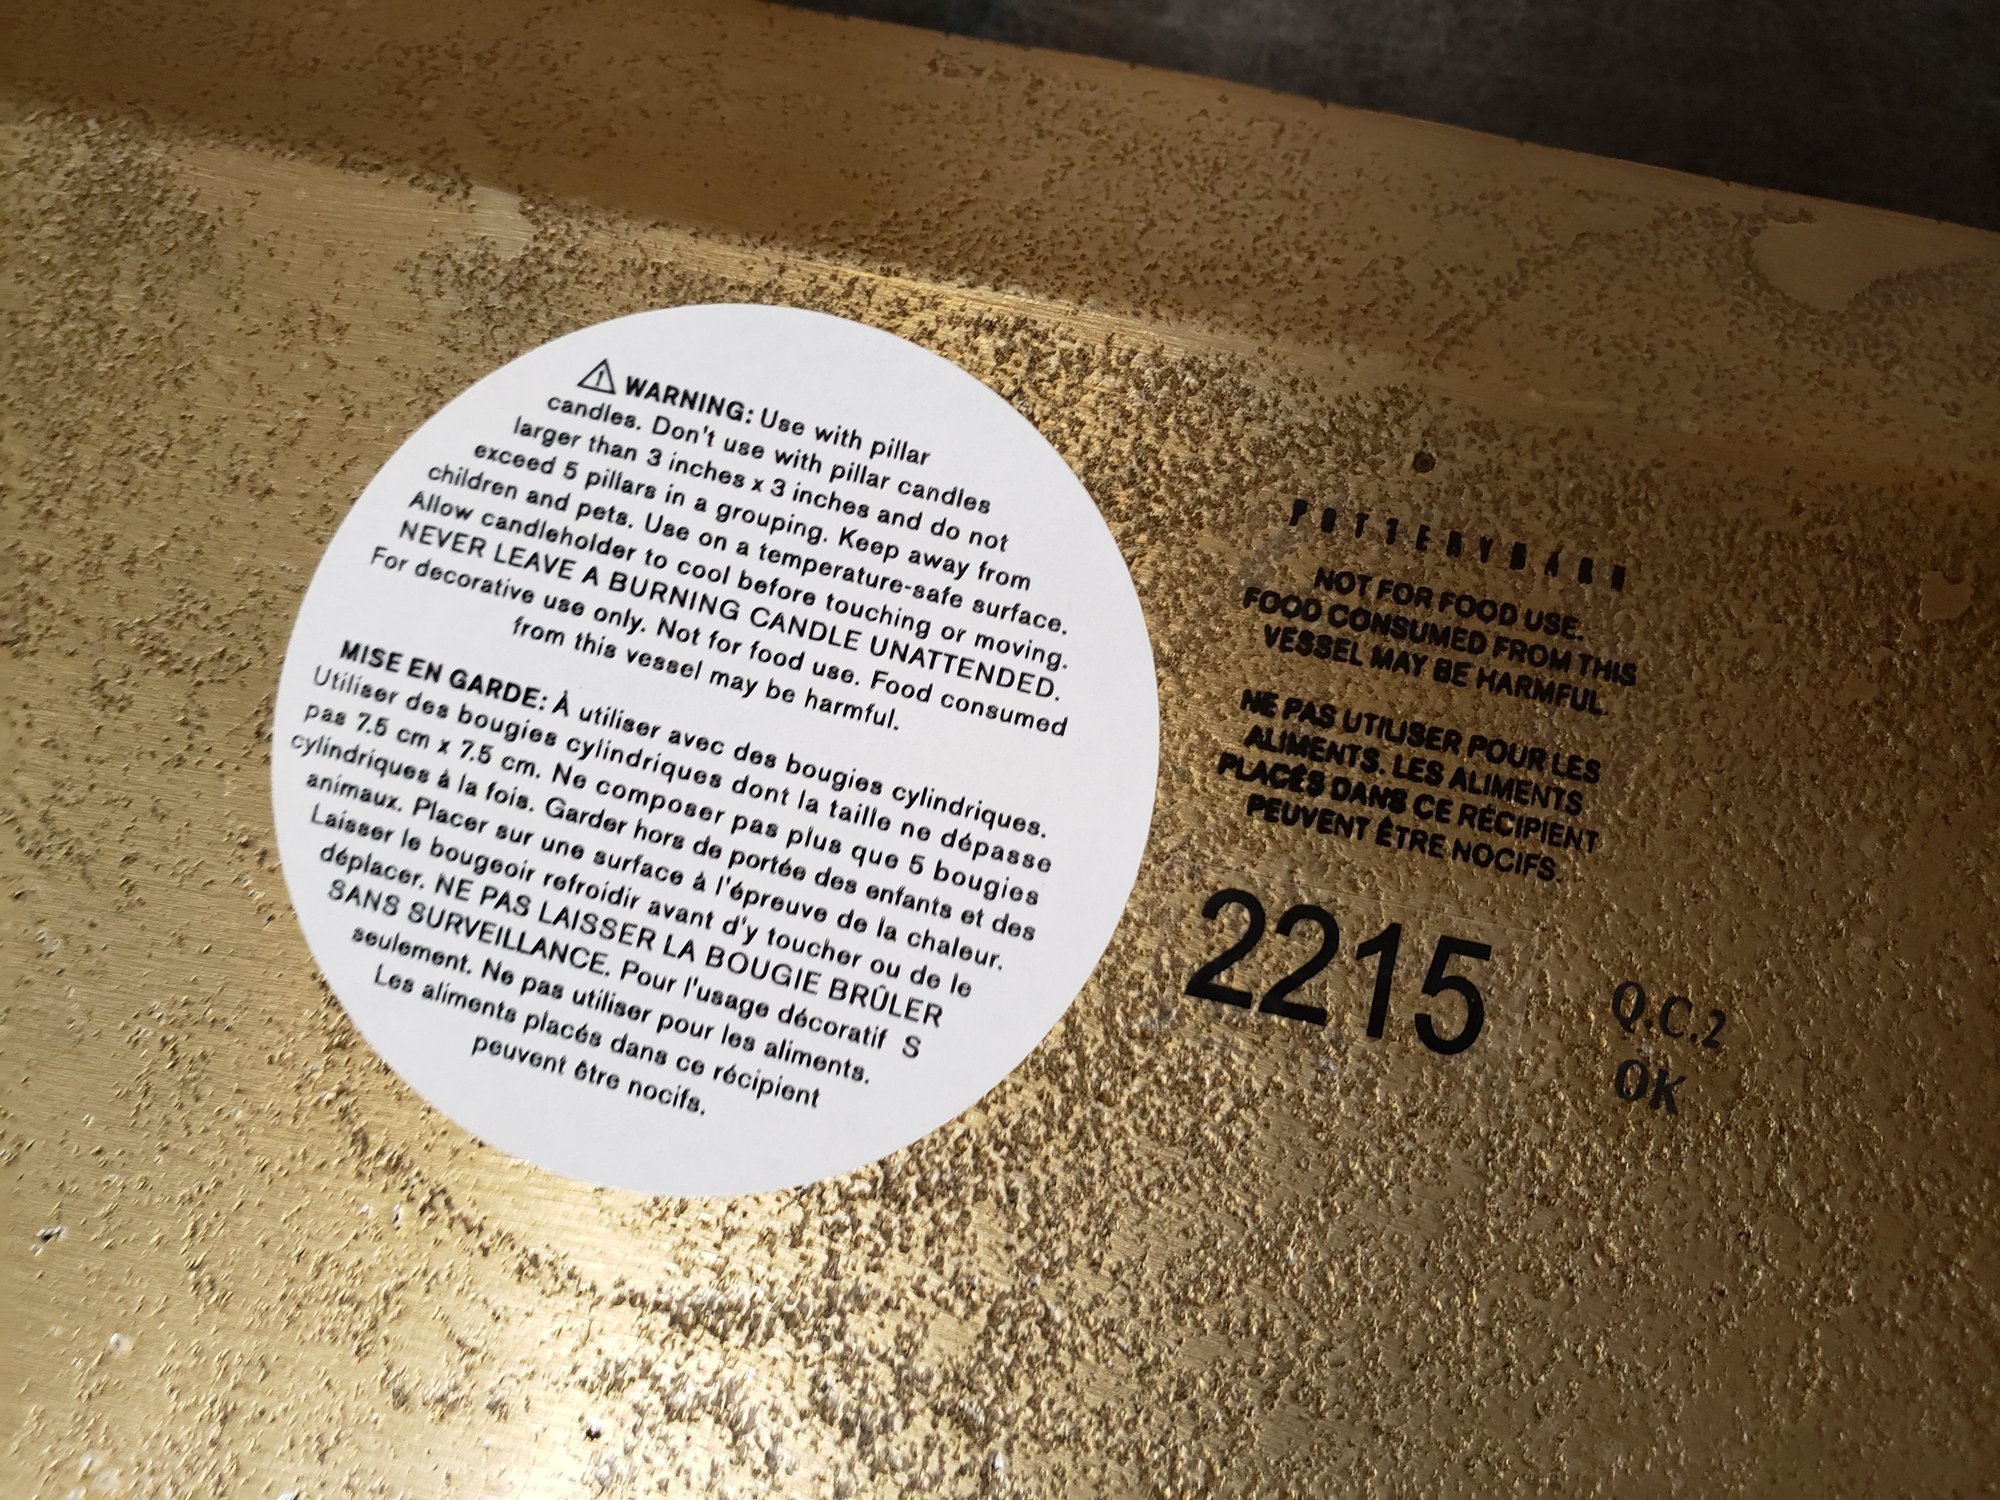 ⚠ WARNING: Use with pillar
candles. Don't use with pillar candles
larger than 3 inches x 3 inches and do not
exceed 5 pillars in a grouping. Keep away from
children and pets. Use on a temperature-safe surface.
Allow candleholder to cool before touching or moving.
NEVER LEAVE A BURNING CANDLE UNATTENDED.
For decorative use only. Not for food use. Food consumed
from this vessel may be harmful.
MISE EN GARDE: À utiliser avec des bougies cylindriques.
Utiliser des bougies cylindriques dont la taille ne dépasse
pas 7.5 cm x 7.5 cm. Ne composer pas plus que 5 bougies
cylindriques à la fois. Garder hors de portée des enfants et des
animaux. Placer sur une surface à l'épreuve de la chaleur.
Laisser le bougeoir refroidir avant d'y toucher ou de le
déplacer. NE PAS LAISSER LA BOUGIE BRÛLER
SANS SURVEILLANCE. Pour l'usage décoratif S
seulement. Ne pas utiliser pour les aliments.
Les aliments placés dans ce récipient
peuvent être nocifs.
POTTERYBARN
NOT FOR FOOD USE.
FOOD CONSUMED FROM THIS
VESSEL MAY BE HARMFUL.
NE PAS UTILISER POUR LES
ALIMENTS. LES ALIMENTS
PLACÉS DANS CE RÉCIPIENT
PEUVENT ÊTRE NOCIFS.
2215
Q.C.2
OK